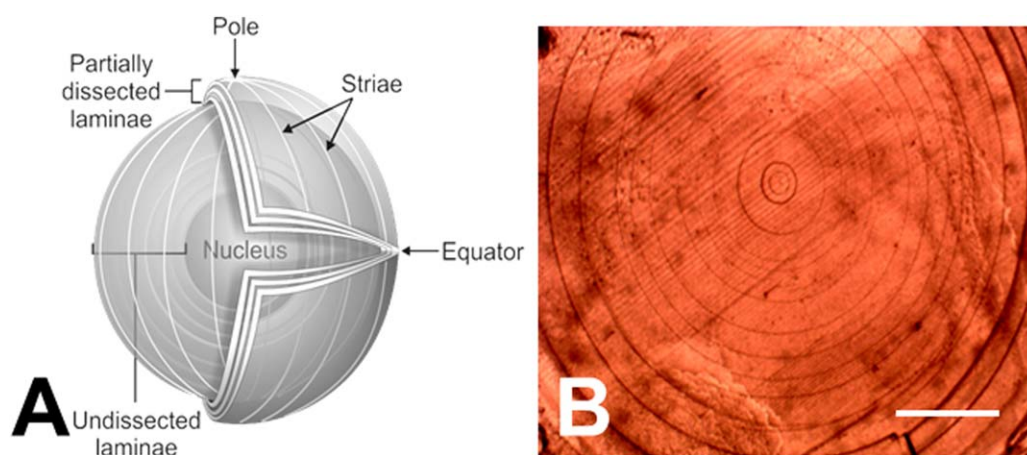 Pole
Partially
dissected
laminae
Striae
Nucleus
Equator
Undissected
laminae
A
B